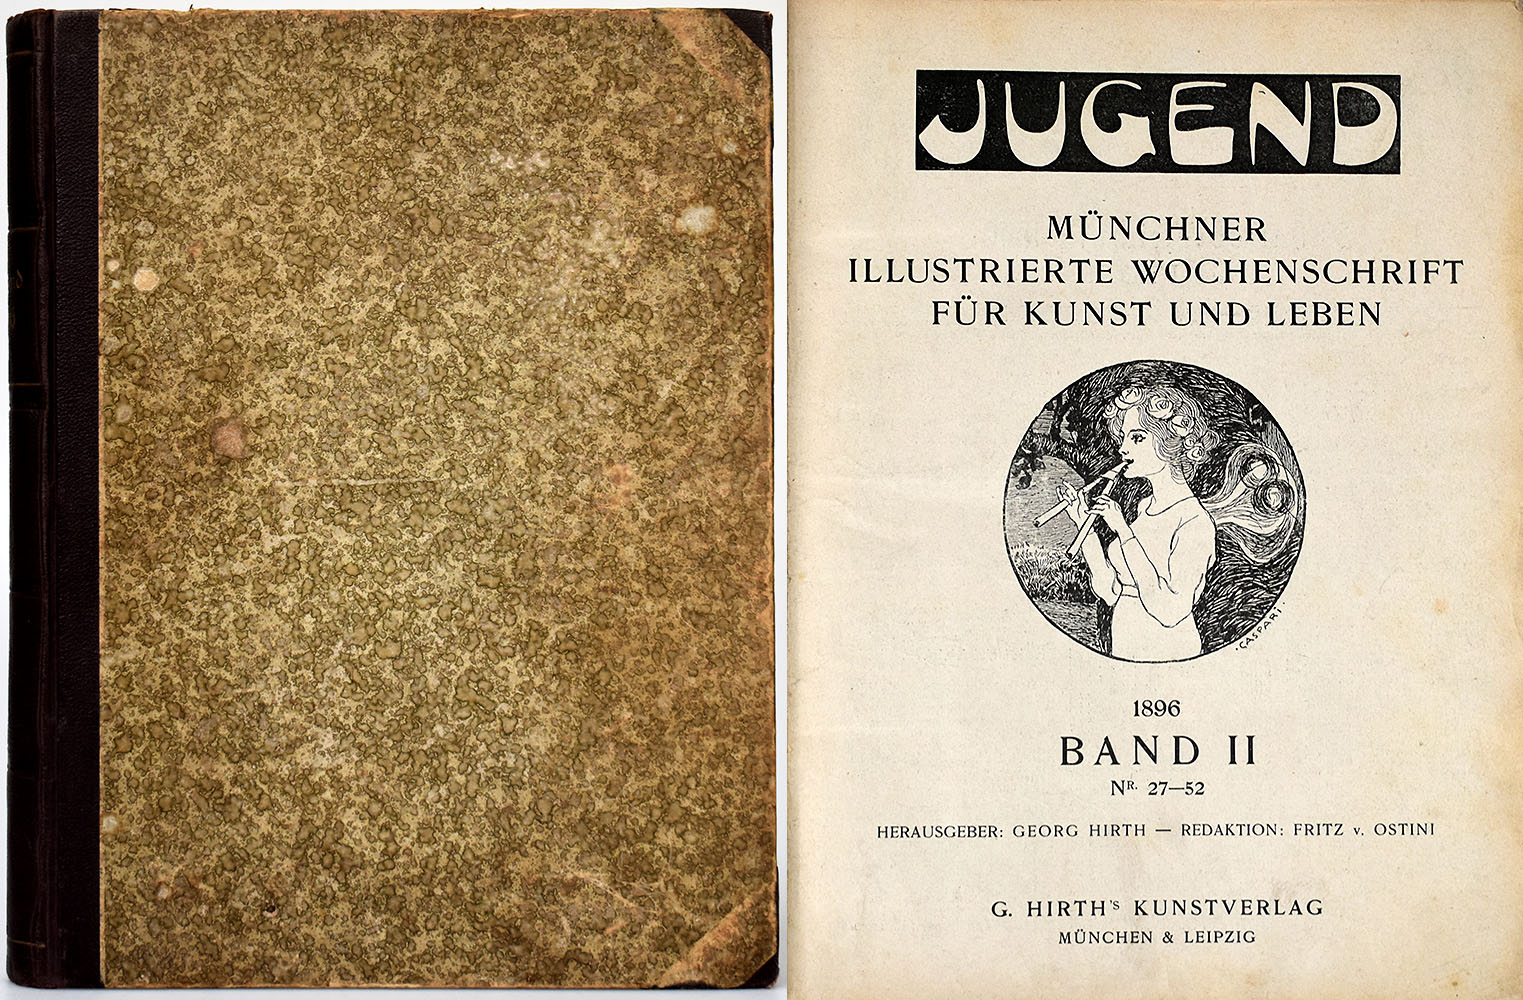 JUGEND
MÜNCHNER
ILLUSTRIERTE WOCHENSCHRIFT
FÜR KUNST UND LEBEN
·CASPARI·
1896
BAND II
NR. 27—52
HERAUSGEBER: GEORG HIRTH — REDAKTION: FRITZ v. OSTINI
G. HIRTH'S KUNSTVERLAG
MÜNCHEN & LEIPZIG